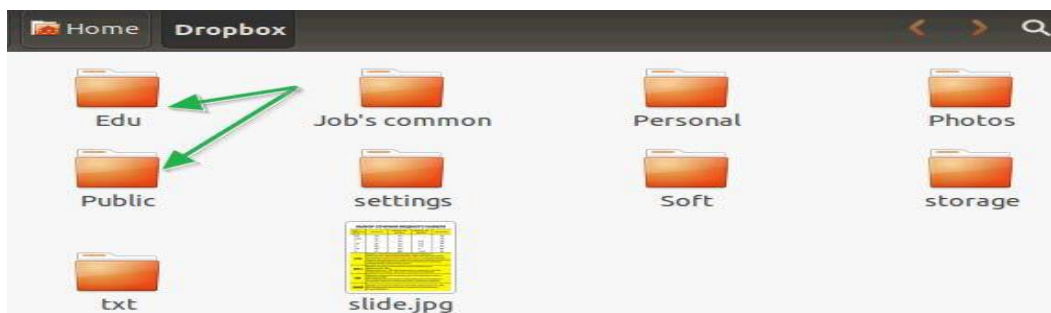 Home Dropbox
Edu Job's common Personal Photos
Public settings Soft storage
txt slide.jpg